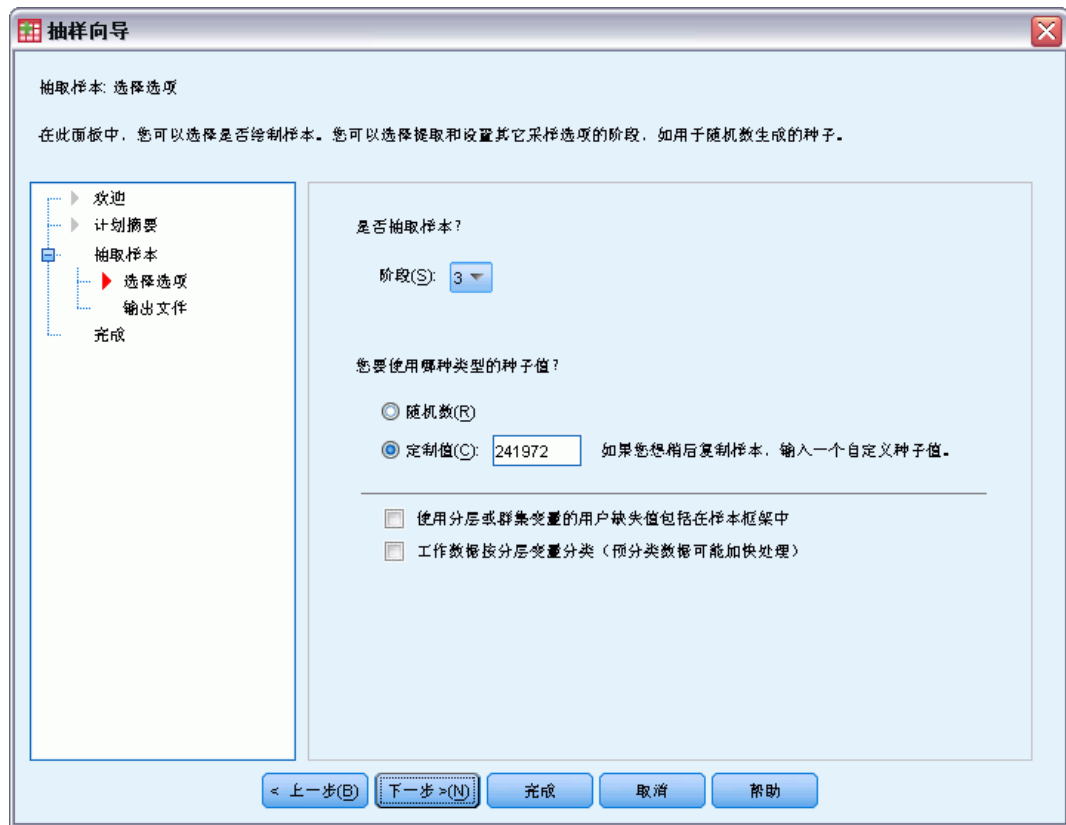 抽样向导
抽取样本: 选择选项
在此面板中，您可以选择是否绘制样本。您可以选择提取和设置其它采样选项的阶段，如用于随机数生成的种子。
欢迎
计划摘要
抽取样本
选择选项
输出文件
完成
是否抽取样本?
阶段(S): 3
您要使用哪种类型的种子值?
随机数(R)
定制值(C): 241972 如果您想稍后复制样本，输入一个自定义种子值。
使用分层或群集变量的用户缺失值包括在样本框架中
工作数据按分层变量分类（预分类数据可能加快处理）
< 上一步(B) 下一步 >(N) 完成 取消 帮助